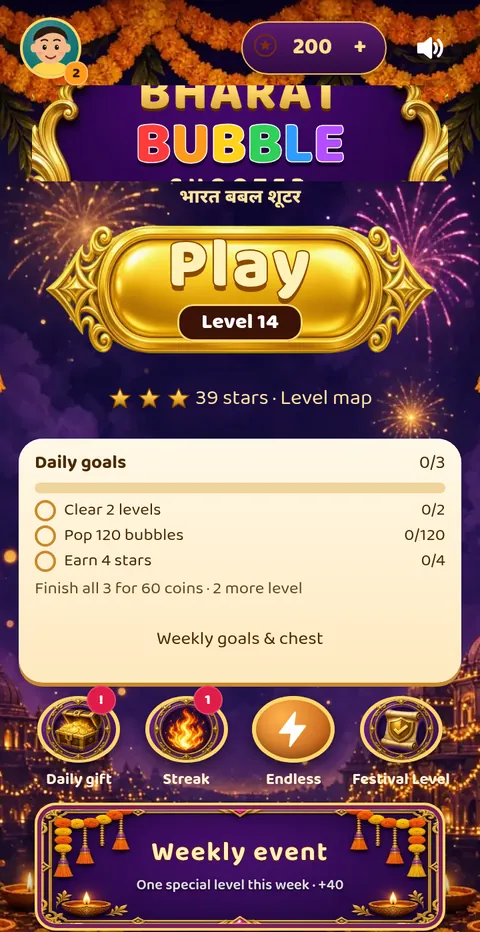 2
200 +
BHARAT
BUBBLE
भारत बबल शूटर
Play
Level 14
39 stars · Level map
Daily goals 0/3
Clear 2 levels 0/2
Pop 120 bubbles 0/120
Earn 4 stars 0/4
Finish all 3 for 60 coins · 2 more level
Weekly goals & chest
1 1
Daily gift Streak Endless Festival Level
Weekly event
One special level this week · +40